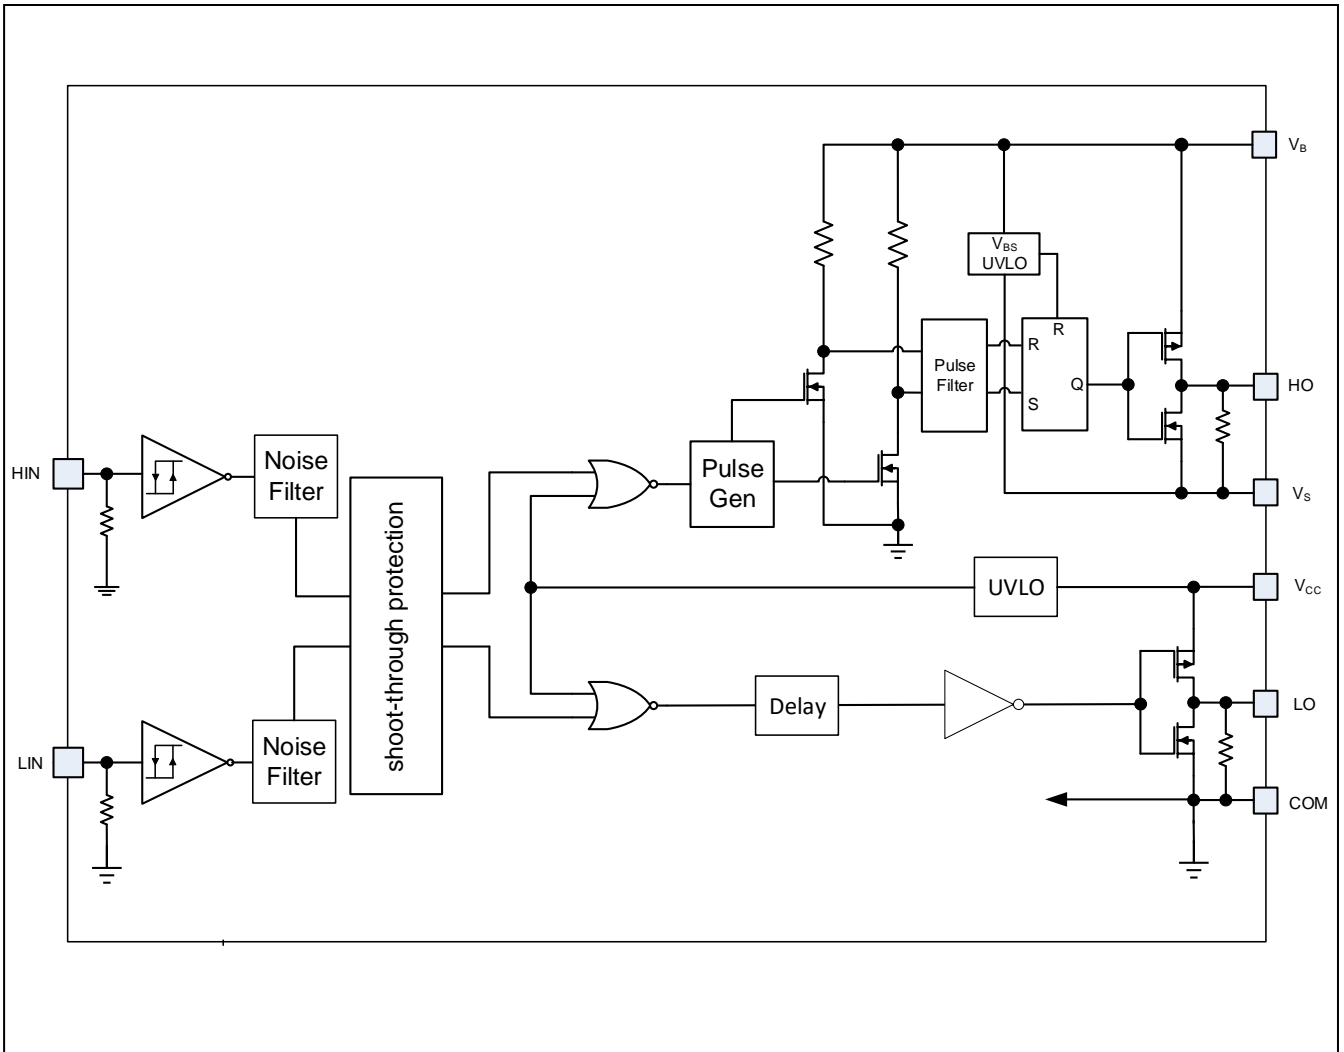 VB
VBS
UVLO
R
Pulse
Filter
R
Q
S
HO
HIN
Noise
Filter
Pulse
Gen
VS
shoot-through protection
UVLO
VCC
Delay
LO
LIN
Noise
Filter
COM